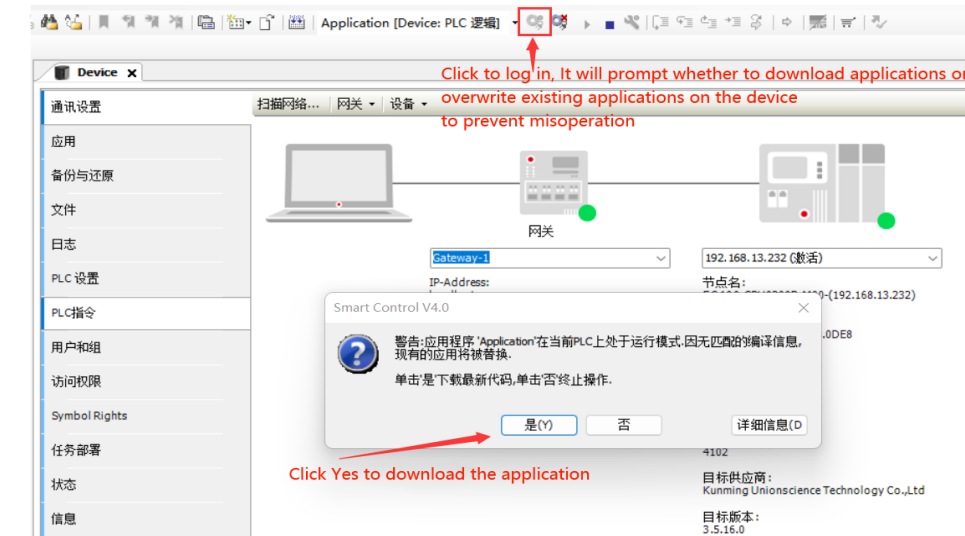 Application [Device: PLC 逻辑]
Click to log in, It will prompt whether to download applications or
overwrite existing applications on the device
to prevent misoperation
Device
通讯设置
扫描网络... 网关 设备
应用
备份与还原
文件
日志
PLC 设置
PLC指令
用户和组
访问权限
Symbol Rights
任务部署
状态
信息
网关
Gateway-1
IP-Address:
192.168.13.232 (激活)
节点名:
-(192.168.13.232)
.0DE8
Smart Control V4.0
警告:应用程序 'Application'在当前PLC上处于运行模式.因无匹配的编译信息,
现有的应用将被替换.
单击'是'下载最新代码,单击'否'终止操作.
是(Y) 否 详细信息(D
Click Yes to download the application
4102
目标供应商:
Kunming Unionscience Technology Co.,Ltd
目标版本:
3.5.16.0